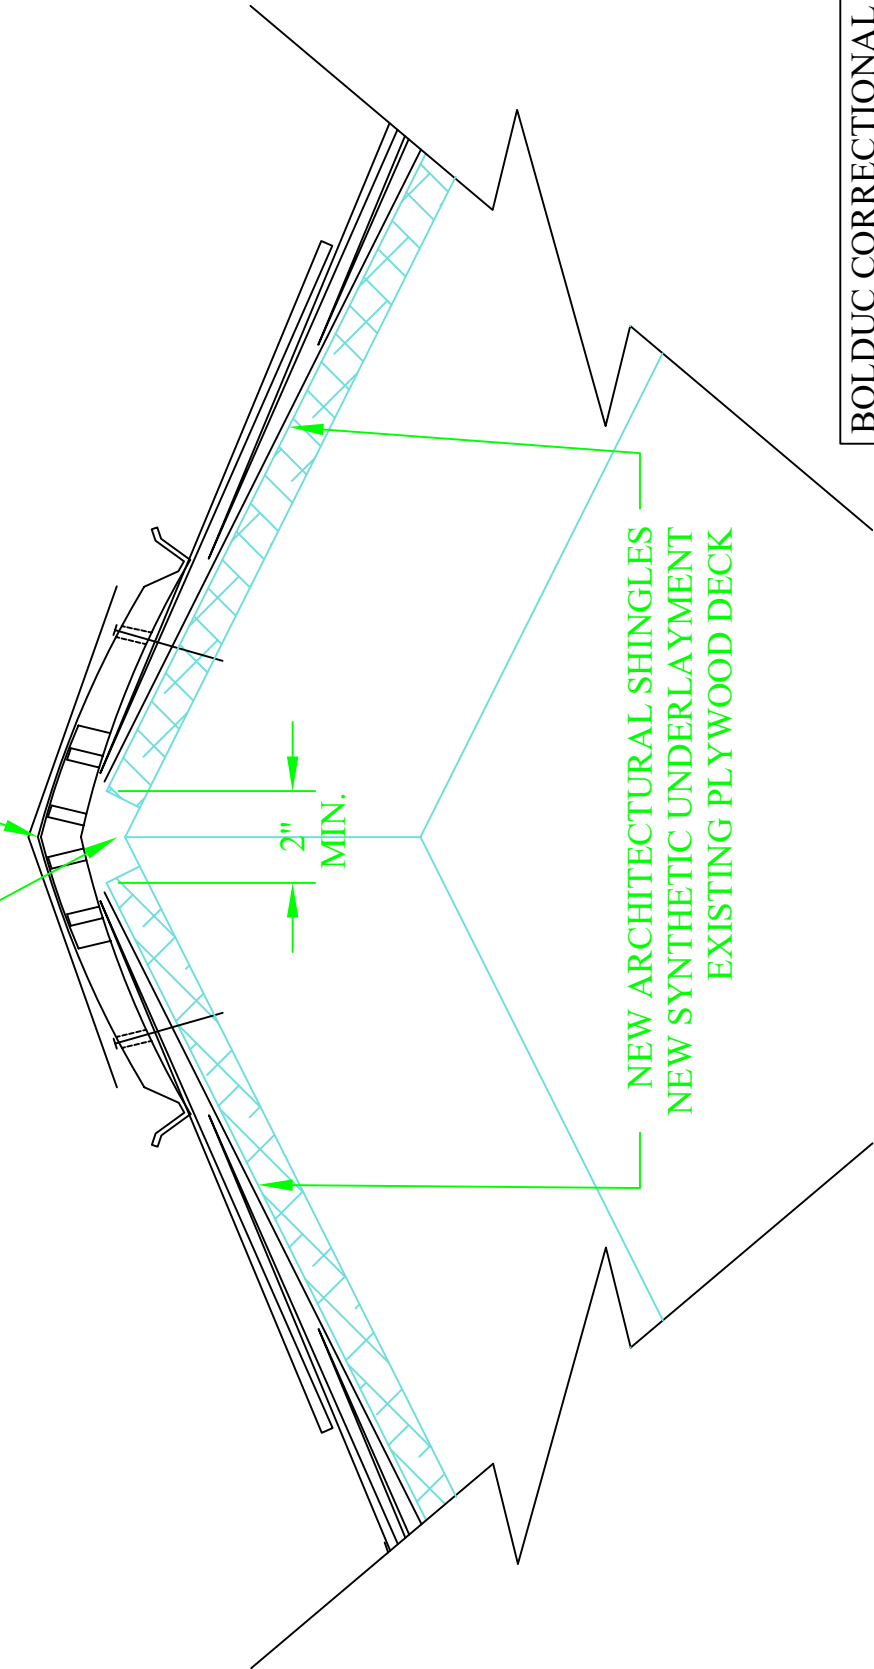 2"
MIN.
NEW ARCHITECTURAL SHINGLES
NEW SYNTHETIC UNDERLAYMENT
EXISTING PLYWOOD DECK
BOLDUC CORRECTIONAL